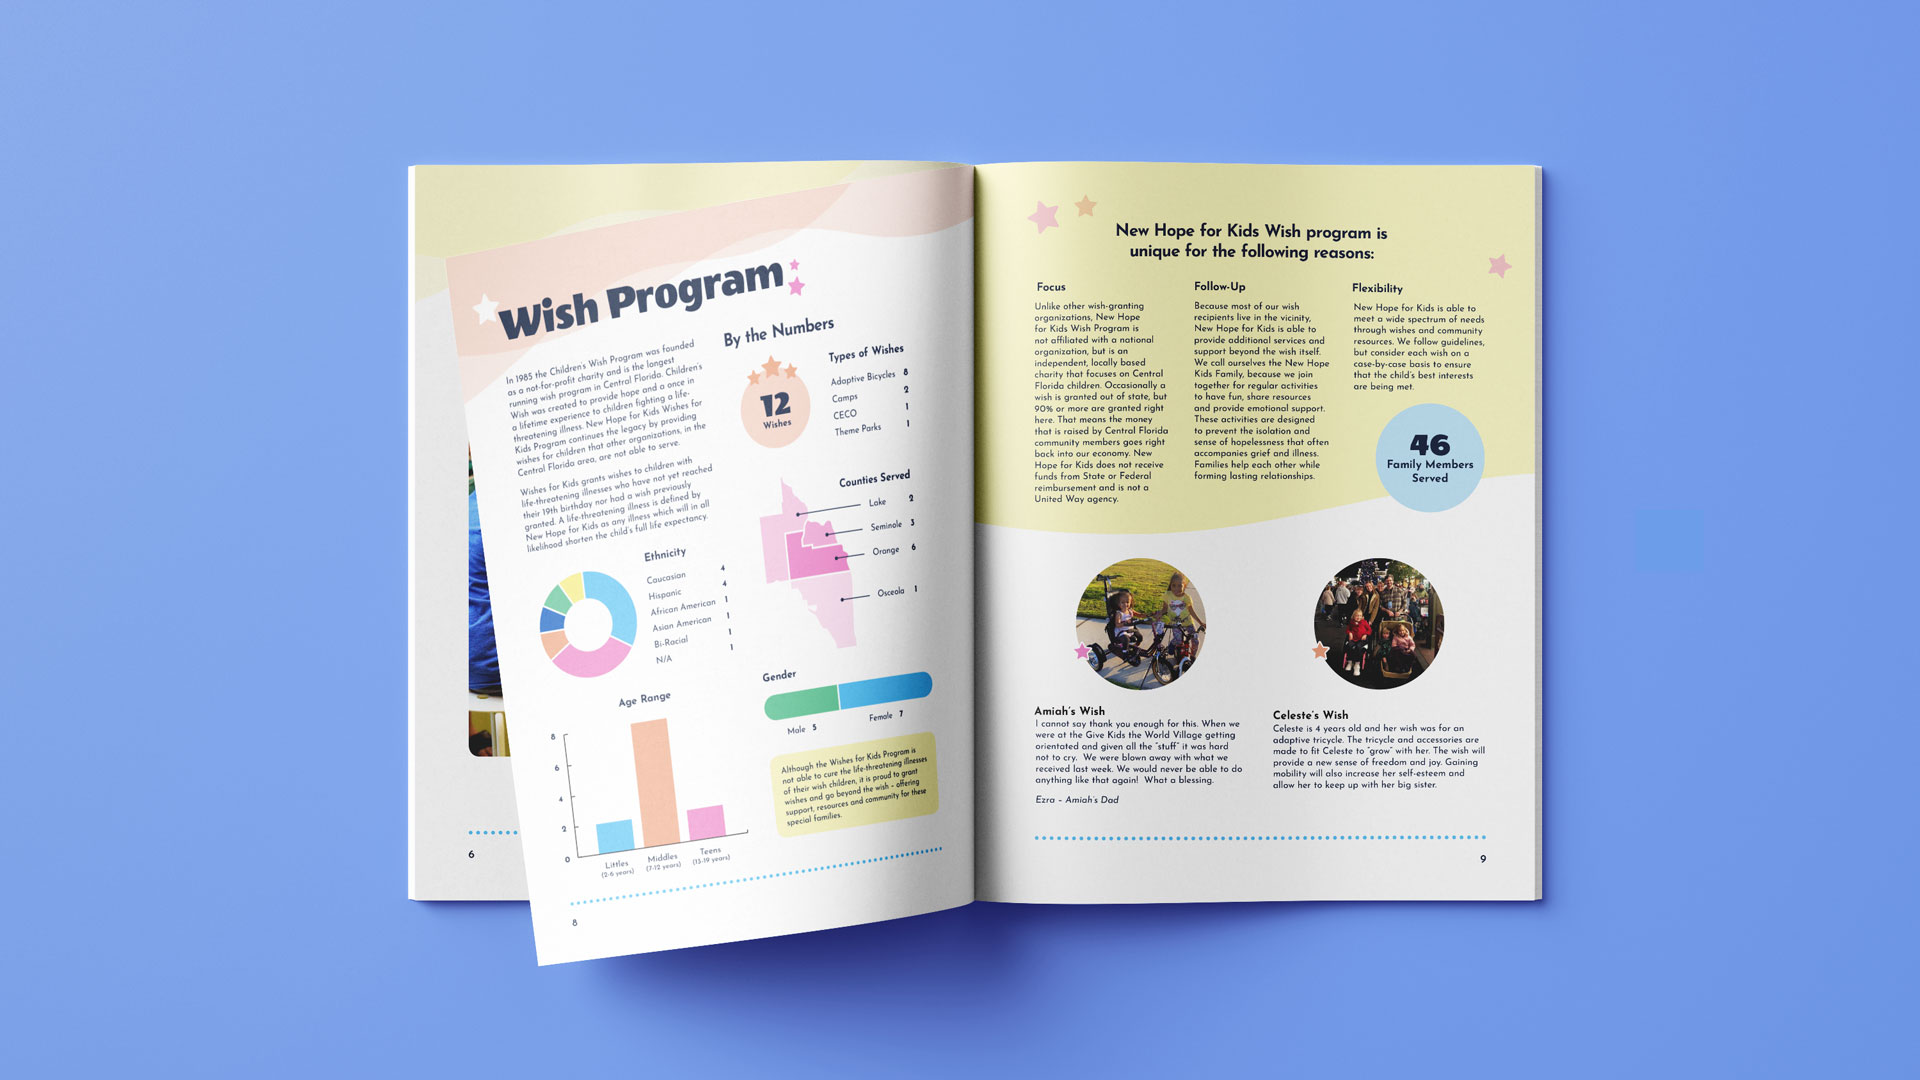 Wish Program
In 1985 the Children's Wish Program was founded
as a not-for-profit charity and is the longest
running wish program in Central Florida. Children's
Wish was created to provide hope and a once in
a lifetime experience to children fighting a life-
threatening illness. New Hope for Kids Wishes for
Kids Program continues the legacy by providing
wishes for children that other organizations, in the
Central Florida area, are not able to serve.
Wishes for Kids grants wishes to children with
life-threatening illnesses who have not yet reached
their 19th birthday nor had a wish previously
granted. A life-threatening illness is defined by
New Hope for Kids as any illness which will in all
likelihood shorten the child's full life expectancy.
Ethnicity
Caucasian 4
Hispanic 4
African American 1
Asian American 1
Bi-Racial 1
N/A 1
Age Range
8
6
4
2
0
Littles
(2-6 years)
Middles
(7-12 years)
Teens
(13-19 years)
By the Numbers
12
Wishes
Types of Wishes
Adaptive Bicycles 8
Camps 2
CECO 1
Theme Parks 1
Counties Served
Lake 2
Seminole 3
Orange 6
Osceola 1
Gender
Male 5
Female 7
Although the Wishes for Kids Program is
not able to cure the life-threatening illnesses
of their wish children, it is proud to grant
wishes and go beyond the wish - offering
support, resources and community for these
special families.
6
8
New Hope for Kids Wish program is
unique for the following reasons:
Focus
Unlike other wish-granting
organizations, New Hope
for Kids Wish Program is
not affiliated with a national
organization, but is an
independent, locally based
charity that focuses on Central
Florida children. Occasionally a
wish is granted out of state, but
90% or more are granted right
here. That means the money
that is raised by Central Florida
community members goes right
back into our economy. New
Hope for Kids does not receive
funds from State or Federal
reimbursement and is not a
United Way agency.
Follow-Up
Because most of our wish
recipients live in the vicinity,
New Hope for Kids is able to
provide additional services and
support beyond the wish itself.
We call ourselves the New Hope
Kids Family, because we join
together for regular activities
to have fun, share resources
and provide emotional support.
These activities are designed
to prevent the isolation and
sense of hopelessness that often
accompanies grief and illness.
Families help each other while
forming lasting relationships.
Flexibility
New Hope for Kids is able to
meet a wide spectrum of needs
through wishes and community
resources. We follow guidelines,
but consider each wish on a
case-by-case basis to ensure
that the child's best interests
are being met.
46
Family Members
Served
Amiah's Wish
I cannot say thank you enough for this. When we
were at the Give Kids the World Village getting
orientated and given all the "stuff" it was hard
not to cry. We were blown away with what we
received last week. We would never be able to do
anything like that again! What a blessing.
Ezra - Amiah's Dad
Celeste's Wish
Celeste is 4 years old and her wish was for an
adaptive tricycle. The tricycle and accessories are
made to fit Celeste to "grow" with her. The wish will
provide a new sense of freedom and joy. Gaining
mobility will also increase her self-esteem and
allow her to keep up with her big sister.
9